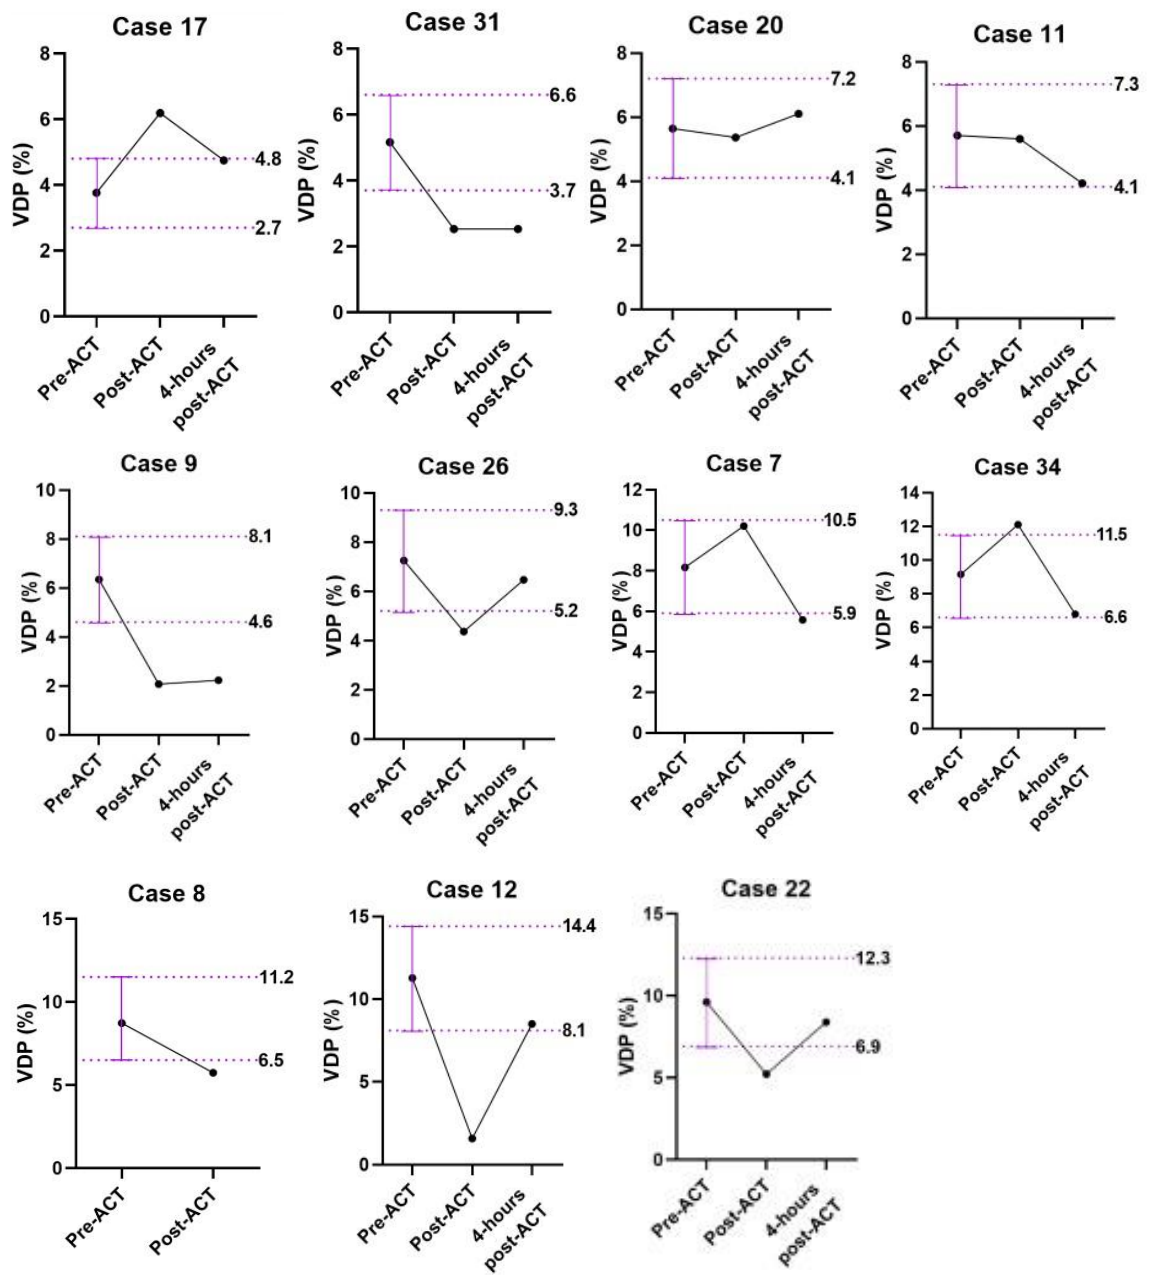 Case 17
VDP (%)
8
6
4
2
0
4.8
2.7
Pre-ACT
Post-ACT
4-hours
post-ACT
Case 31
VDP (%)
8
6
4
2
0
6.6
3.7
Pre-ACT
Post-ACT
4-hours
post-ACT
Case 20
VDP (%)
8
6
4
2
0
7.2
4.1
Pre-ACT
Post-ACT
4-hours
post-ACT
Case 11
VDP (%)
8
6
4
2
0
7.3
4.1
Pre-ACT
Post-ACT
4-hours
post-ACT
Case 9
VDP (%)
10
8
6
4
2
0
8.1
4.6
Pre-ACT
Post-ACT
4-hours
post-ACT
Case 26
VDP (%)
10
8
6
4
2
0
9.3
5.2
Pre-ACT
Post-ACT
4-hours
post-ACT
Case 7
VDP (%)
12
10
8
6
4
2
0
10.5
5.9
Pre-ACT
Post-ACT
4-hours
post-ACT
Case 34
VDP (%)
14
12
10
8
6
4
2
0
11.5
6.6
Pre-ACT
Post-ACT
4-hours
post-ACT
Case 8
VDP (%)
15
10
5
0
11.2
6.5
Pre-ACT
Post-ACT
Case 12
VDP (%)
15
10
5
0
14.4
8.1
Pre-ACT
Post-ACT
4-hours
post-ACT
Case 22
VDP (%)
15
10
5
0
12.3
6.9
Pre-ACT
Post-ACT
4-hours
post-ACT